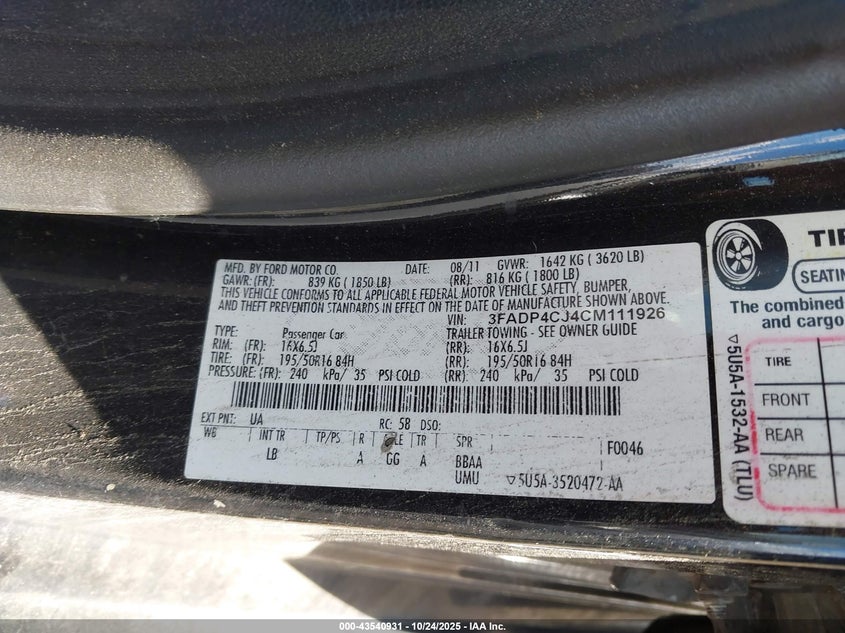 MFD. BY FORD MOTOR CO. DATE: 08/11 GVWR: 1642 KG ( 3620 LB)
GAWR: (FR): 839 KG ( 1850 LB) (RR): 816 KG ( 1800 LB)
THIS VEHICLE CONFORMS TO ALL APPLICABLE FEDERAL MOTOR VEHICLE SAFETY, BUMPER,
AND THEFT PREVENTION STANDARDS IN EFFECT ON THE DATE OF MANUFACTURE SHOWN ABOVE.
VIN: 3FADP4CJ4CM111926
TYPE: Passenger Car TRAILER TOWING - SEE OWNER GUIDE
RIM: (FR): 16X6.5J (RR): 16X6.5J
TIRE: (FR): 195/50R16 84H (RR): 195/50R16 84H
PRESSURE: (FR): 240 kPa/ 35 PSI COLD (RR): 240 kPa/ 35 PSI COLD
EXT PNT: UA RC: 58 DSO:
WB INT TR TP/PS R TR SPR F0046
LB A GG A BBAA
UMU ▽5U5A-3520472-AA
TIR
SEATING
The combined
and cargo
TIRE
FRONT
REAR
SPARE
▽5U5A-1532-AA (TLU)
000-43540931 - 10/24/2025 - IAA Inc.